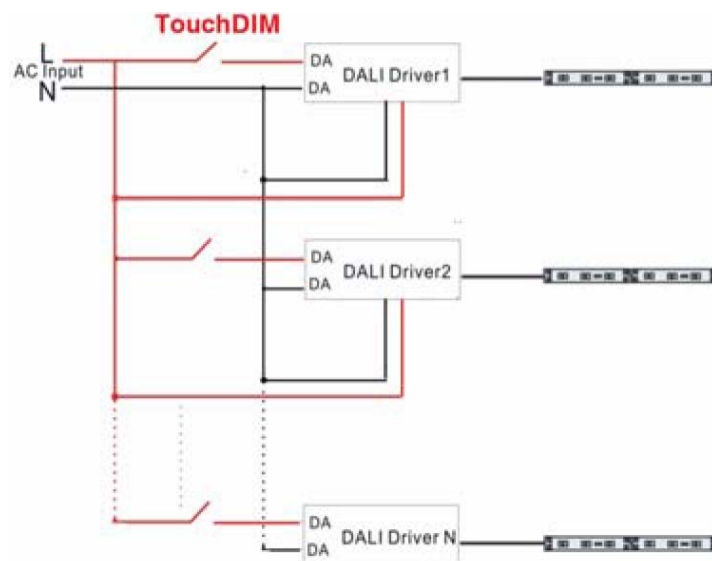 TouchDIM
L
AC Input
N
DA
DA
DALI Driver1
DA
DA
DALI Driver2
DA
DA
DALI Driver N